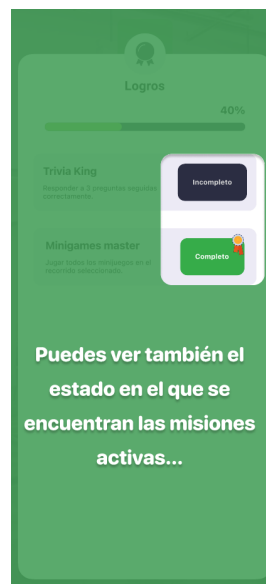 Logros
40%
Trivia King
Responder a 3 preguntas seguidas
correctamente.
Incompleto
Minigames master
Jugar todos los minijuegos en el
recorrido seleccionado.
Completo
Puedes ver también el
estado en el que se
encuentran las misiones
activas...